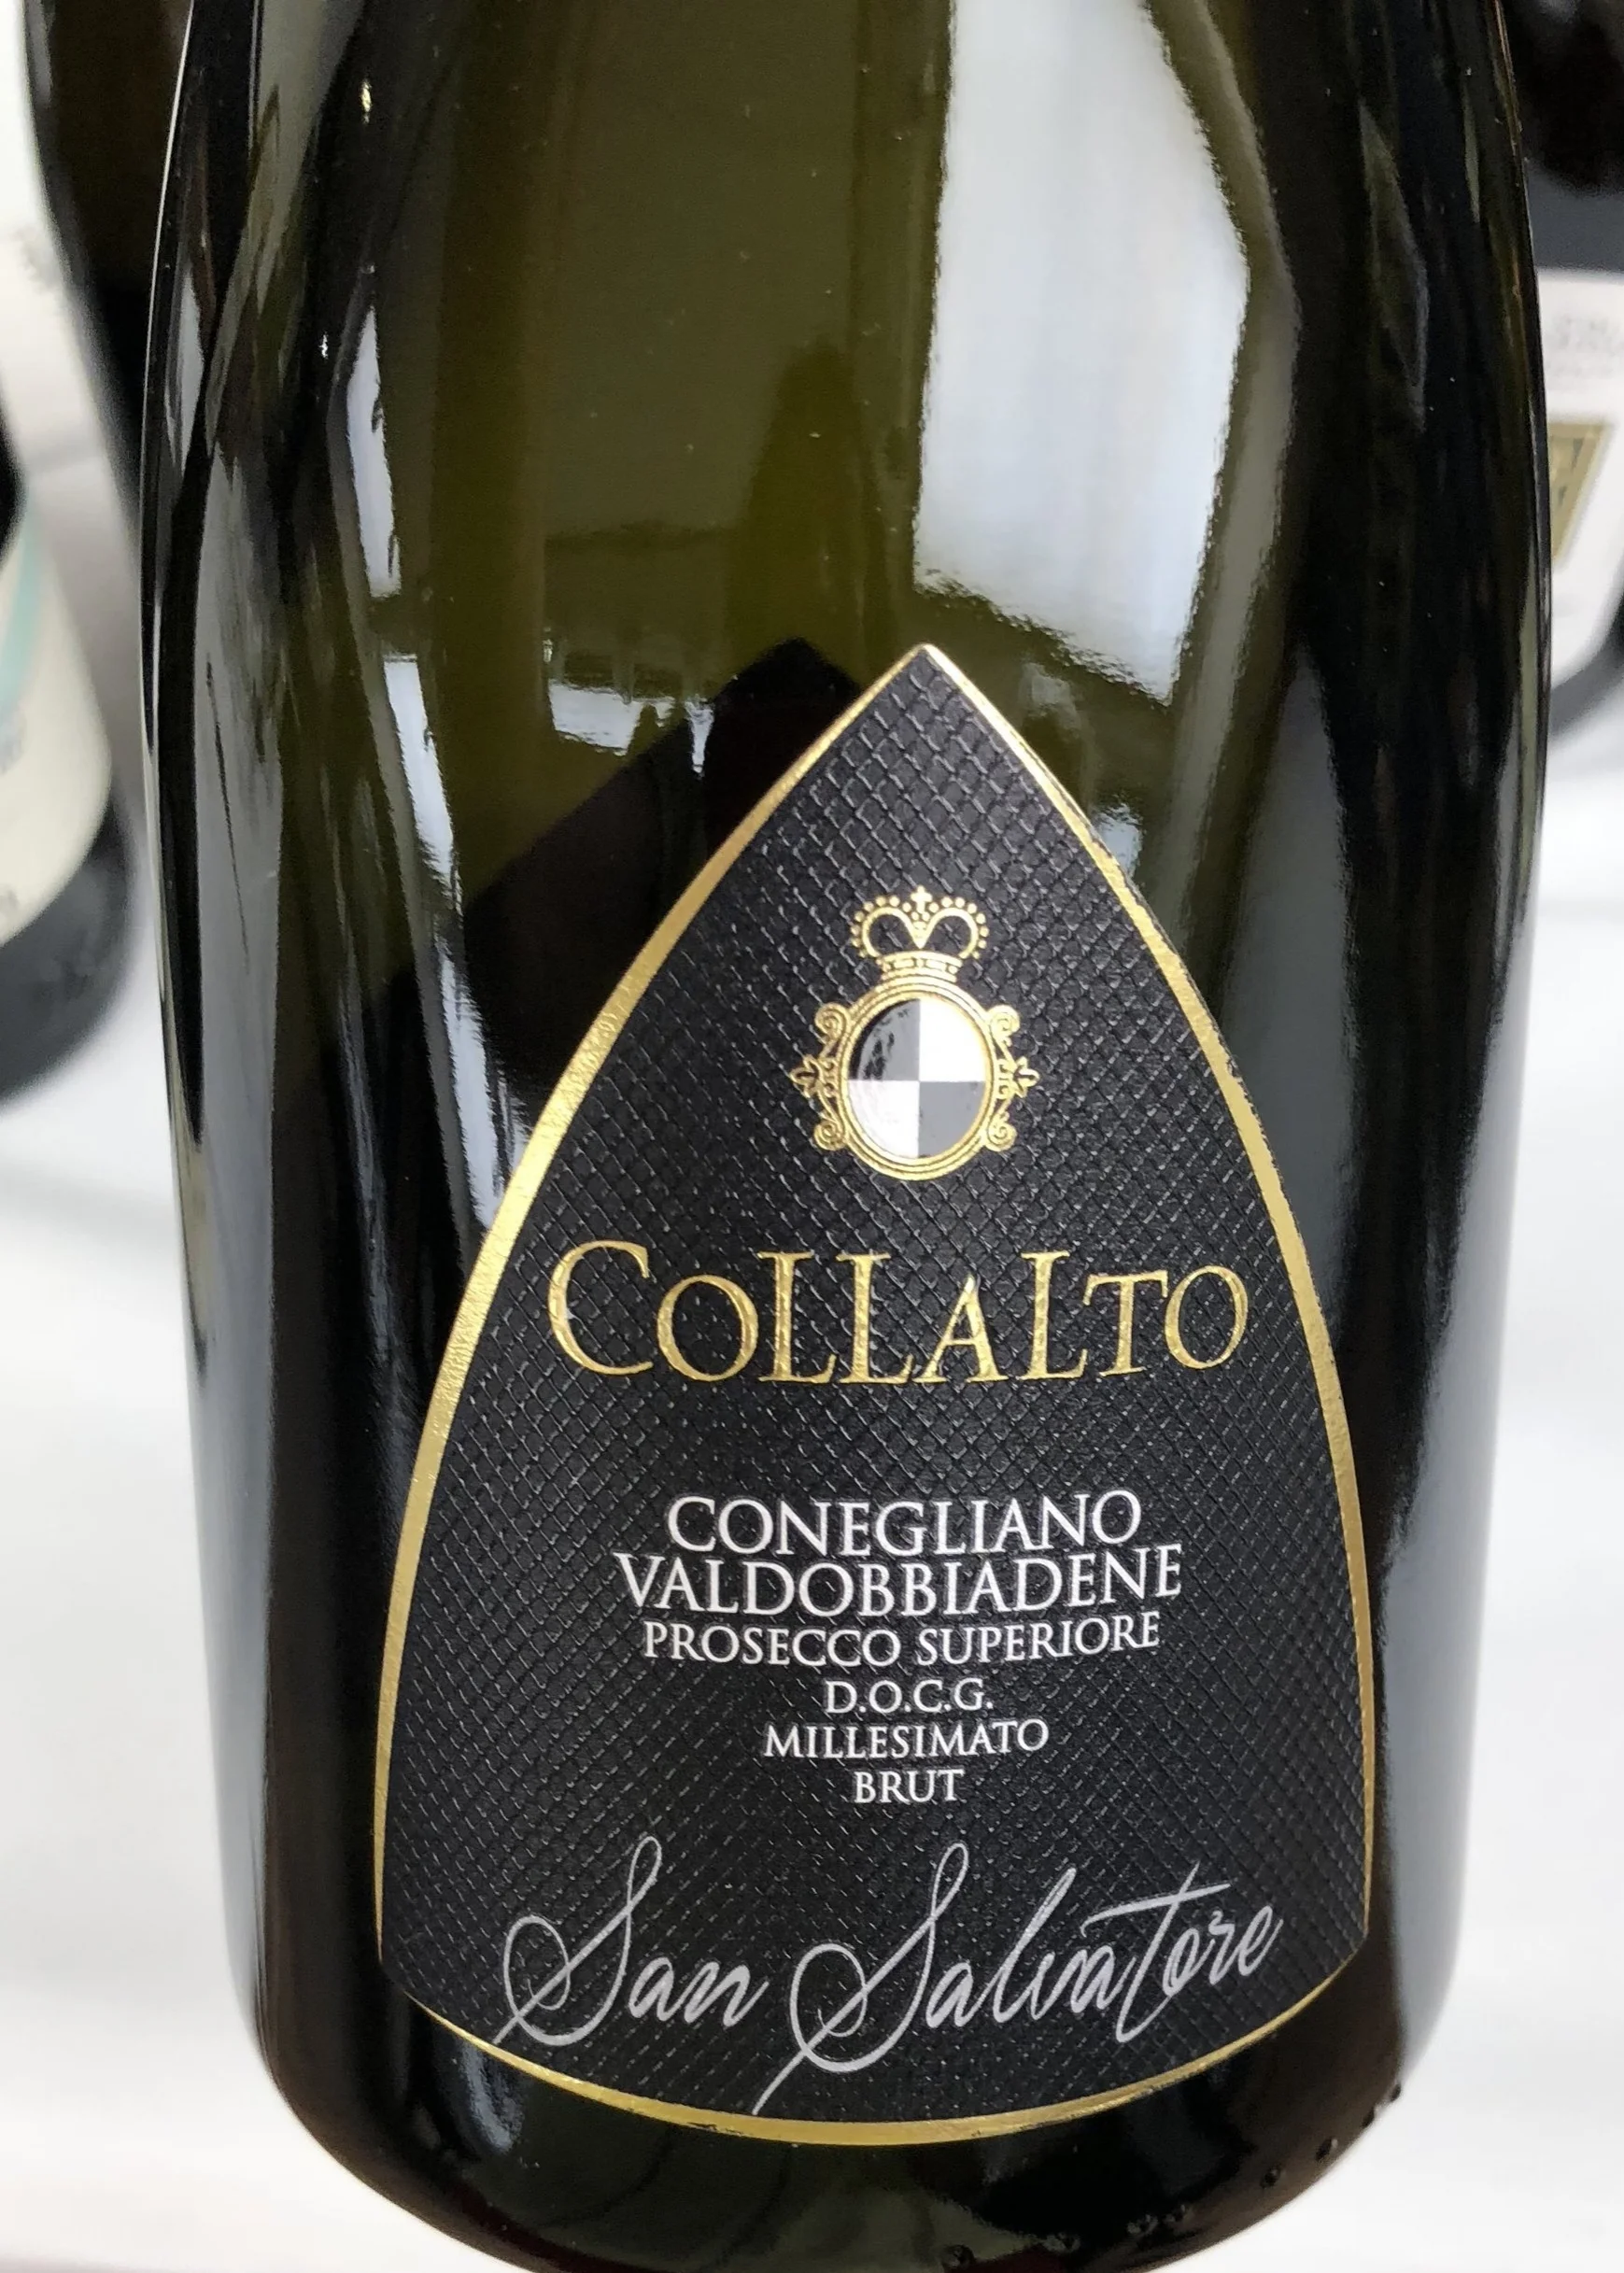 COLLALTO
CONEGLIANO
VALDOBBIADENE
PROSECCO SUPERIORE
D.O.C.G.
MILLESIMATO
BRUT
San Salvatore